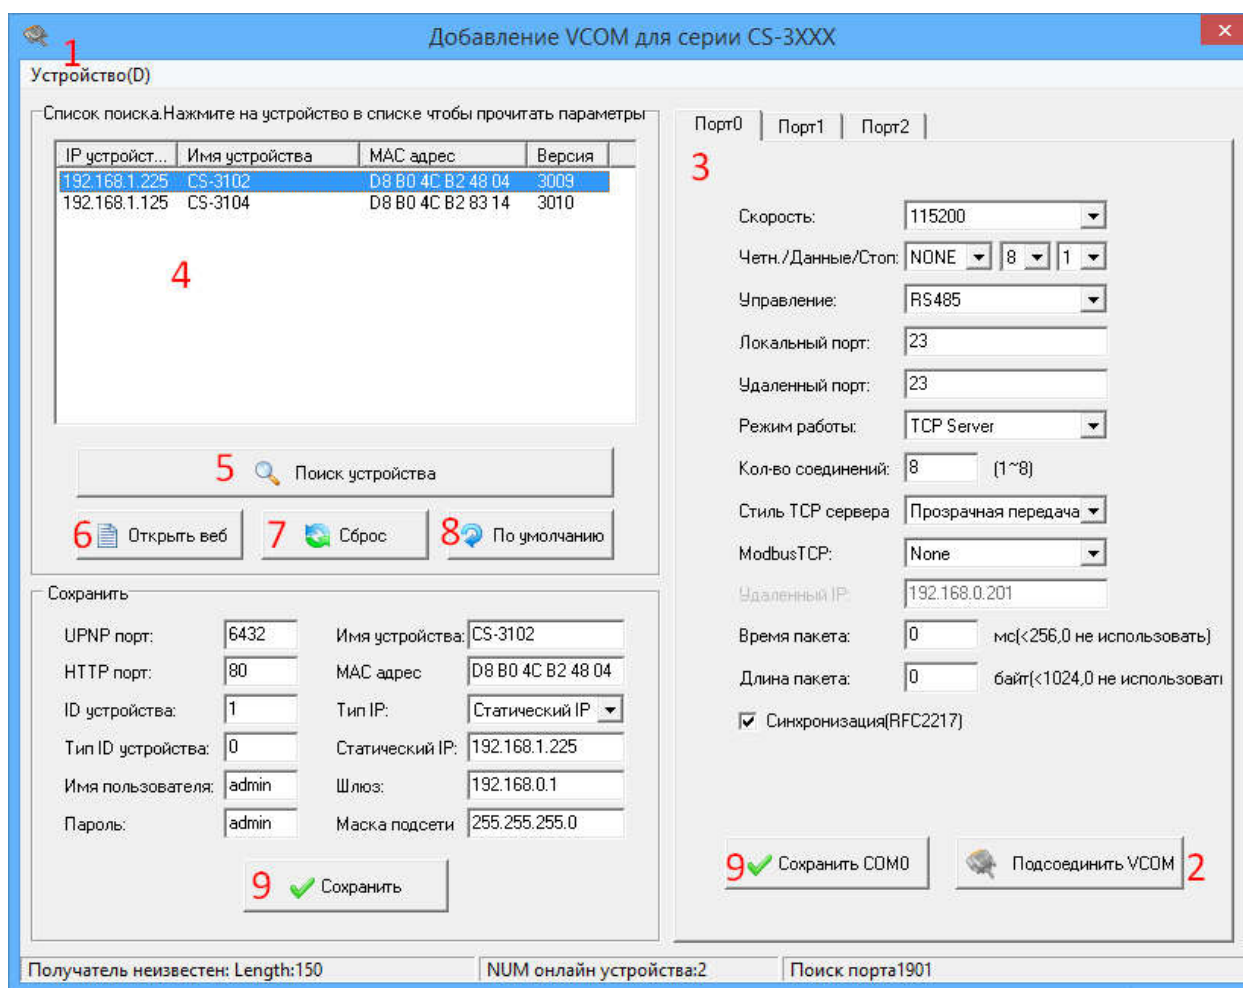 Добавление VCOM для серии CS-3XXX
1
Устройство(D)
Список поиска.Нажмите на устройство в списке чтобы прочитать параметры
IP устройст... Имя устройства MAC адрес Версия
192.168.1.225 CS-3102 D8 B0 4C B2 48 04 3009
192.168.1.125 CS-3104 D8 B0 4C B2 83 14 3010
4
5 Поиск устройства
6 Открыть веб 7 Сброс 8 По умолчанию
Сохранить
UPNP порт: 6432 Имя устройства: CS-3102
HTTP порт: 80 MAC адрес D8 B0 4C B2 48 04
ID устройства: 1 Тип IP: Статический IP
Тип ID устройства: 0 Статический IP: 192.168.1.225
Имя пользователя: admin Шлюз: 192.168.0.1
Пароль: admin Маска подсети 255.255.255.0
9 Сохранить
Порт0 Порт1 Порт2
3
Скорость: 115200
Четн./Данные/Стоп: NONE 8 1
Управление: RS485
Локальный порт: 23
Удаленный порт: 23
Режим работы: TCP Server
Кол-во соединений: 8 (1~8)
Стиль TCP сервера Прозрачная передача
ModbusTCP: None
Удаленный IP: 192.168.0.201
Время пакета: 0 мс(<256,0 не использовать)
Длина пакета: 0 байт(<1024,0 не использоват
Синхронизация(RFC2217)
9 Сохранить COM0 Подсоединить VCOM 2
Получатель неизвестен: Length:150 NUM онлайн устройства:2 Поиск порта1901